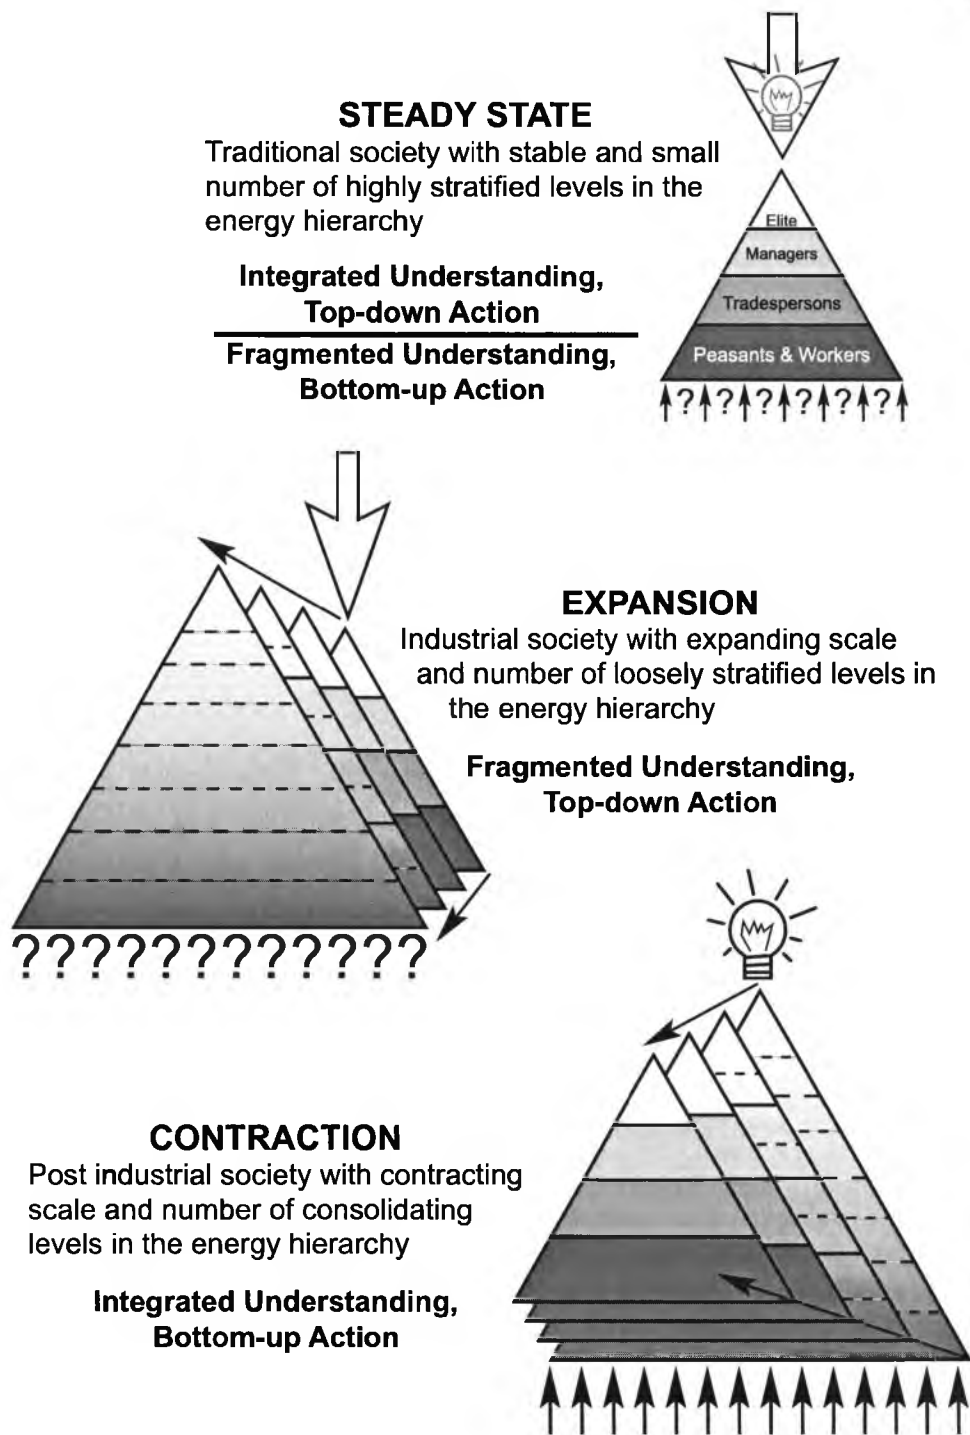 STEADY STATE
Traditional society with stable and small
number of highly stratified levels in the
energy hierarchy
Integrated Understanding,
Top-down Action
Fragmented Understanding,
Bottom-up Action
Elite
Managers
Tradespersons
Peasants & Workers
? ? ? ? ? ?
EXPANSION
Industrial society with expanding scale
and number of loosely stratified levels in
the energy hierarchy
Fragmented Understanding,
Top-down Action
????????????
CONTRACTION
Post industrial society with contracting
scale and number of consolidating
levels in the energy hierarchy
Integrated Understanding,
Bottom-up Action